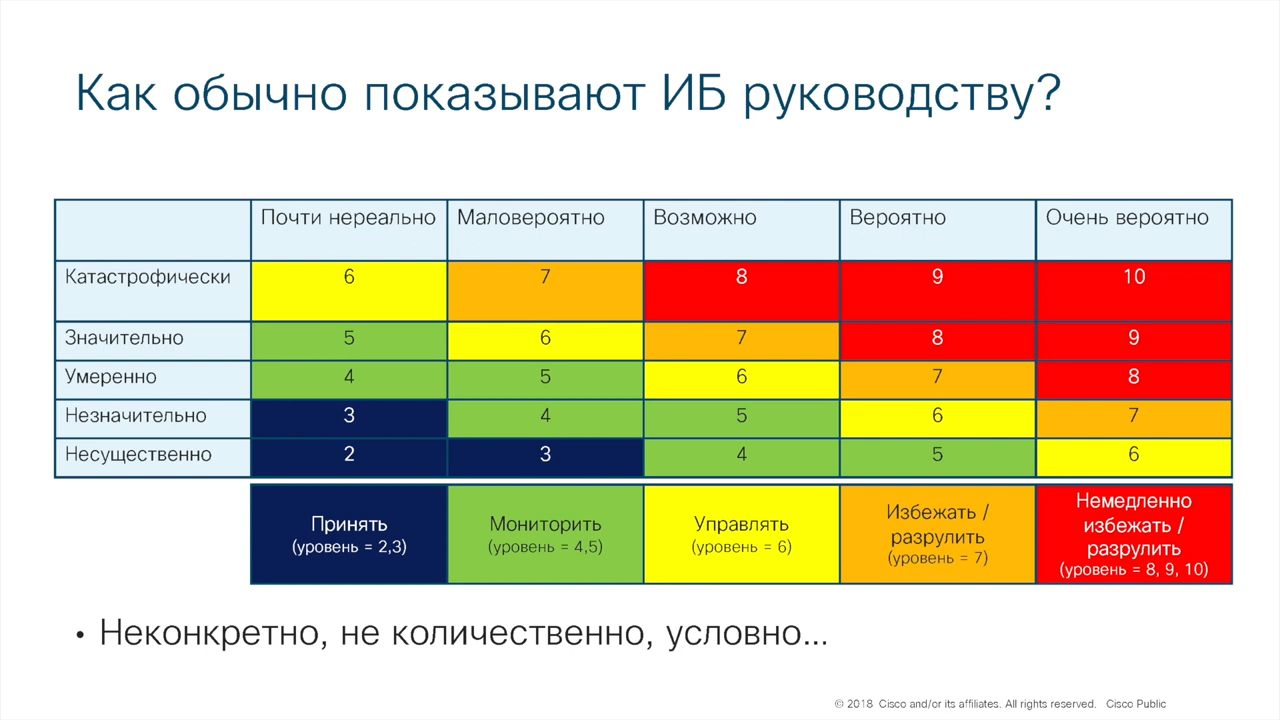 Как обычно показывают ИБ руководству?
Почти нереально Маловероятно Возможно Вероятно Очень вероятно
Катастрофически 6 7 8 9 10
Значительно 5 6 7 8 9
Умеренно 4 5 6 7 8
Незначительно 3 4 5 6 7
Несущественно 2 3 4 5 6
Принять
(уровень = 2,3)
Мониторить
(уровень = 4,5)
Управлять
(уровень = 6)
Избежать /
разрулить
(уровень = 7)
Немедленно
избежать /
разрулить
(уровень = 8, 9, 10)
• Неконкретно, не количественно, условно...
© 2018 Cisco and/or its affiliates. All rights reserved. Cisco Public